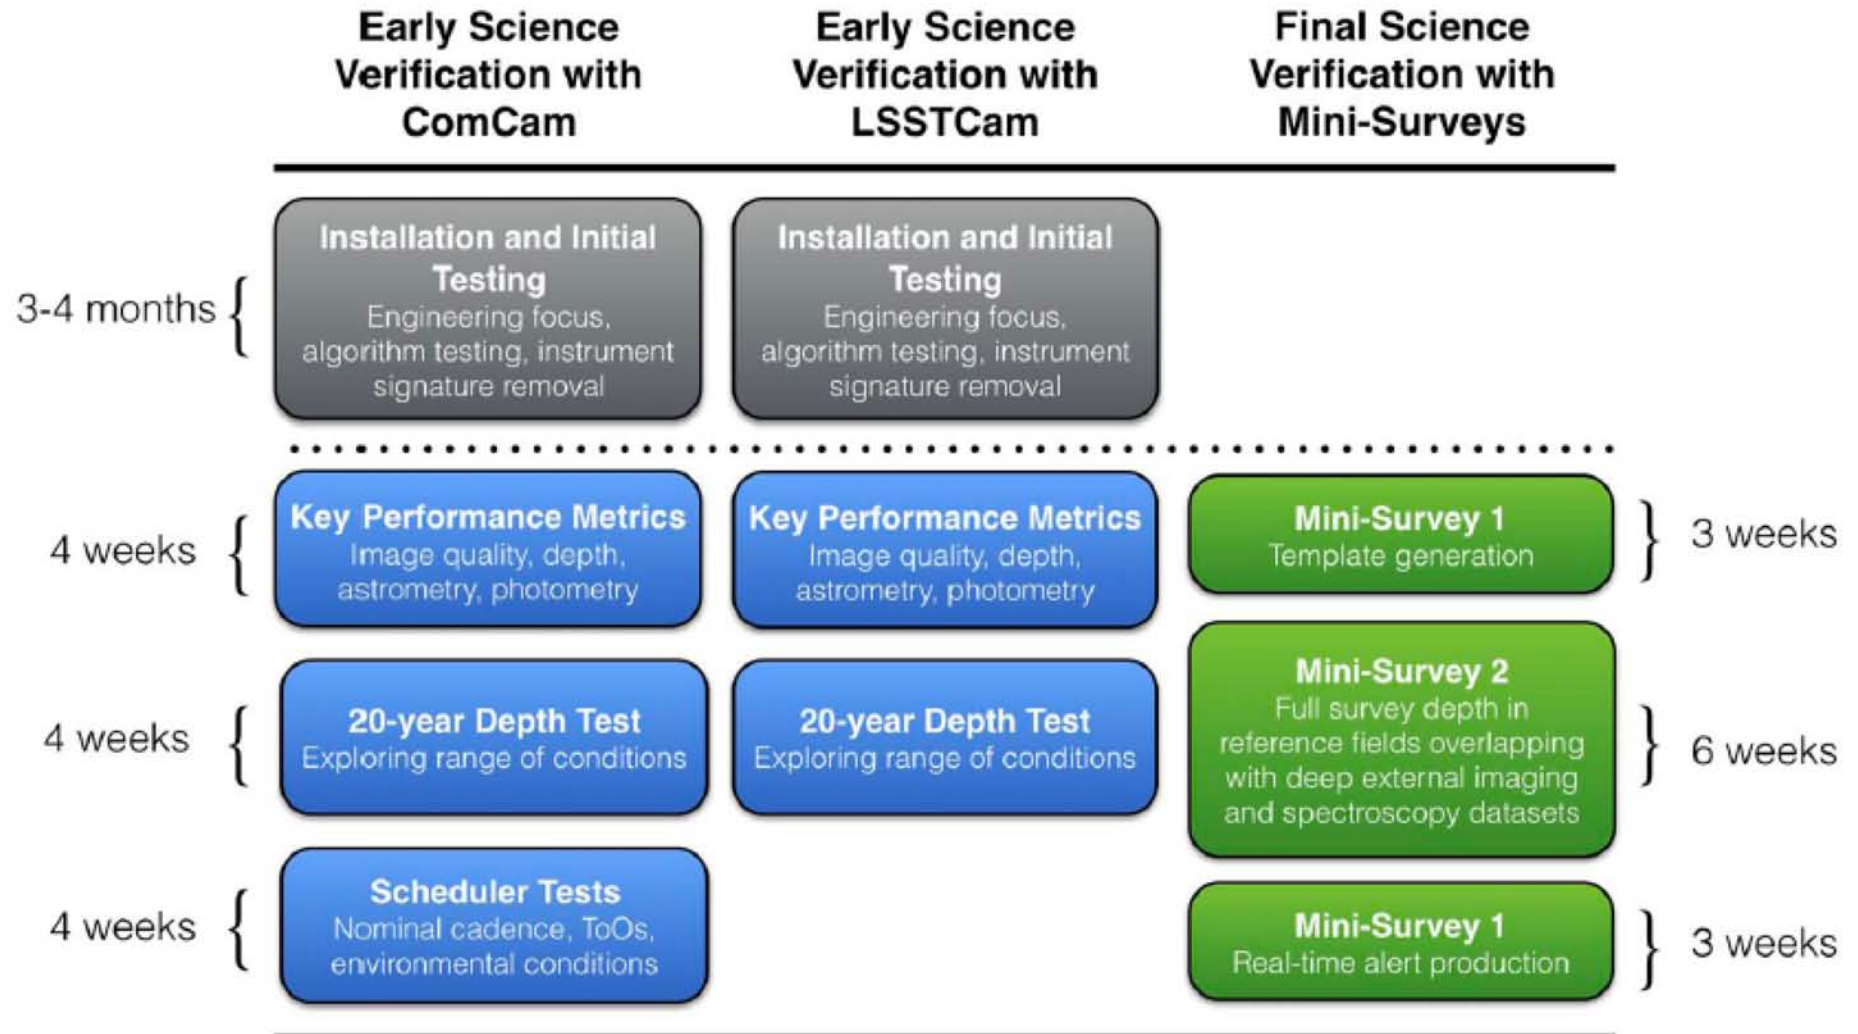 Early Science
Verification with
ComCam
Early Science
Verification with
LSSTCam
Final Science
Verification with
Mini-Surveys
3-4 months
Installation and Initial
Testing
Engineering focus,
algorithm testing, instrument
signature removal
Installation and Initial
Testing
Engineering focus,
algorithm testing, instrument
signature removal
4 weeks
Key Performance Metrics
Image quality, depth,
astrometry, photometry
Key Performance Metrics
Image quality, depth,
astrometry, photometry
Mini-Survey 1
Template generation
3 weeks
4 weeks
20-year Depth Test
Exploring range of conditions
20-year Depth Test
Exploring range of conditions
Mini-Survey 2
Full survey depth in
reference fields overlapping
with deep external imaging
and spectroscopy datasets
6 weeks
4 weeks
Scheduler Tests
Nominal cadence, ToOs,
environmental conditions
Mini-Survey 1
Real-time alert production
3 weeks